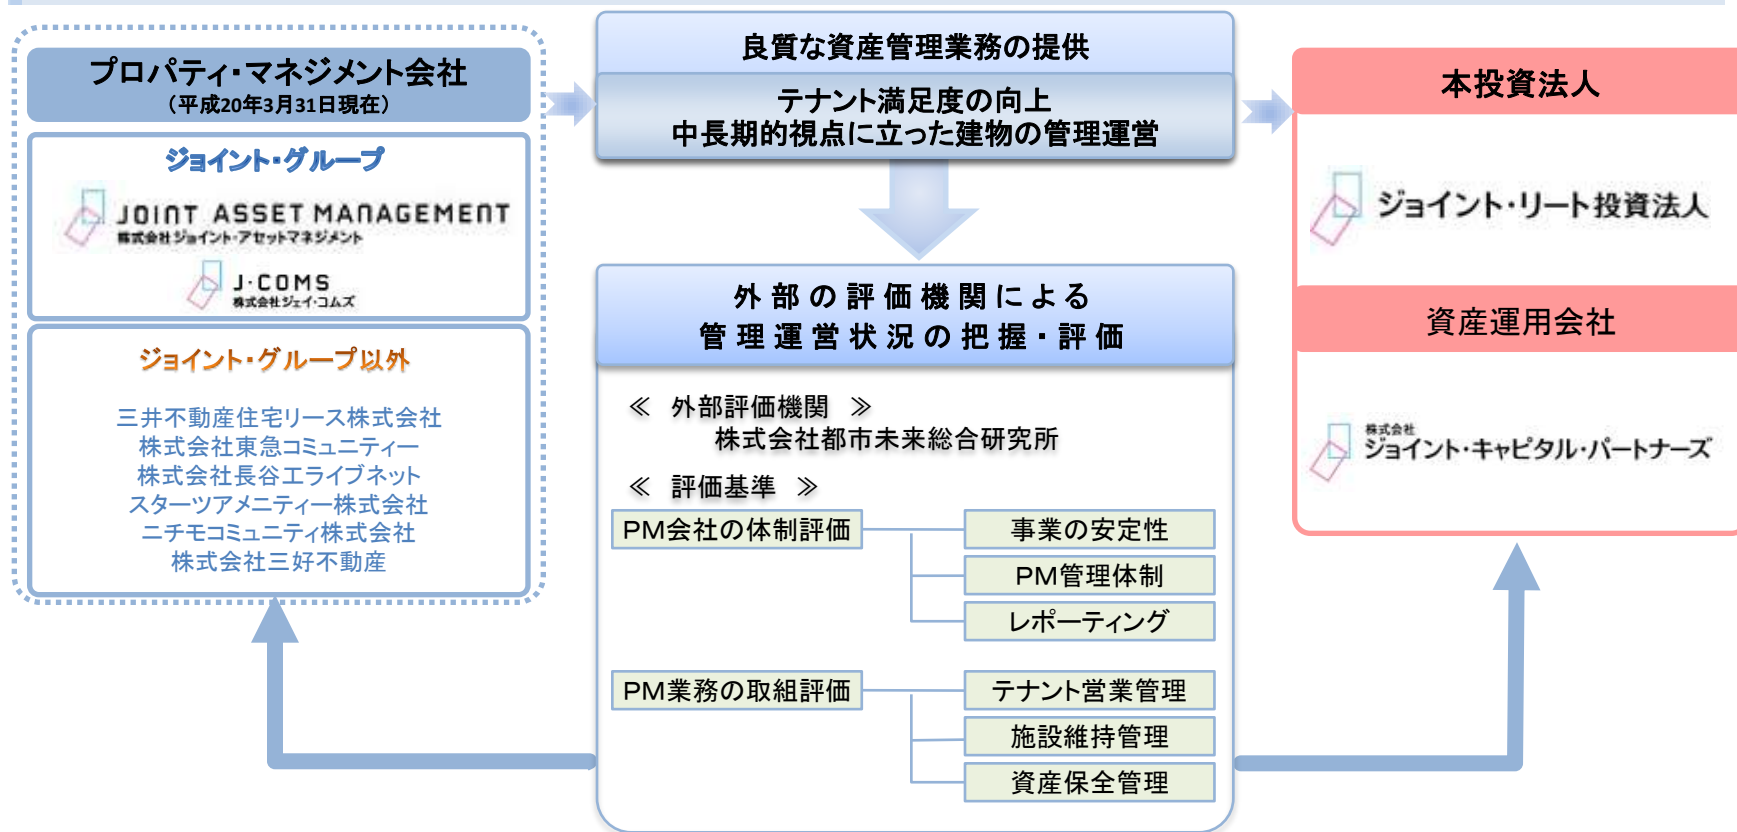 プロパティ・マネジメント会社
（平成20年3月31日現在）
ジョイント・グループ
JOINT ASSET MANAGEMENT
株式会社ジョイント・アセットマネジメント
J・COMS
株式会社ジェイ・コムズ
ジョイント・グループ以外
三井不動産住宅リース株式会社
株式会社東急コミュニティー
株式会社長谷工ライブネット
スターツアメニティー株式会社
ニチモコミュニティ株式会社
株式会社三好不動産
良質な資産管理業務の提供
テナント満足度の向上
中長期的視点に立った建物の管理運営
外部の評価機関による
管理運営状況の把握・評価
≪ 外部評価機関 ≫
株式会社都市未来総合研究所
≪ 評価基準 ≫
ＰＭ会社の体制評価
事業の安定性
ＰＭ管理体制
レポーティング
ＰＭ業務の取組評価
テナント営業管理
施設維持管理
資産保全管理
本投資法人
ジョイント・リート投資法人
資産運用会社
株式会社
ジョイント・キャピタル・パートナーズ